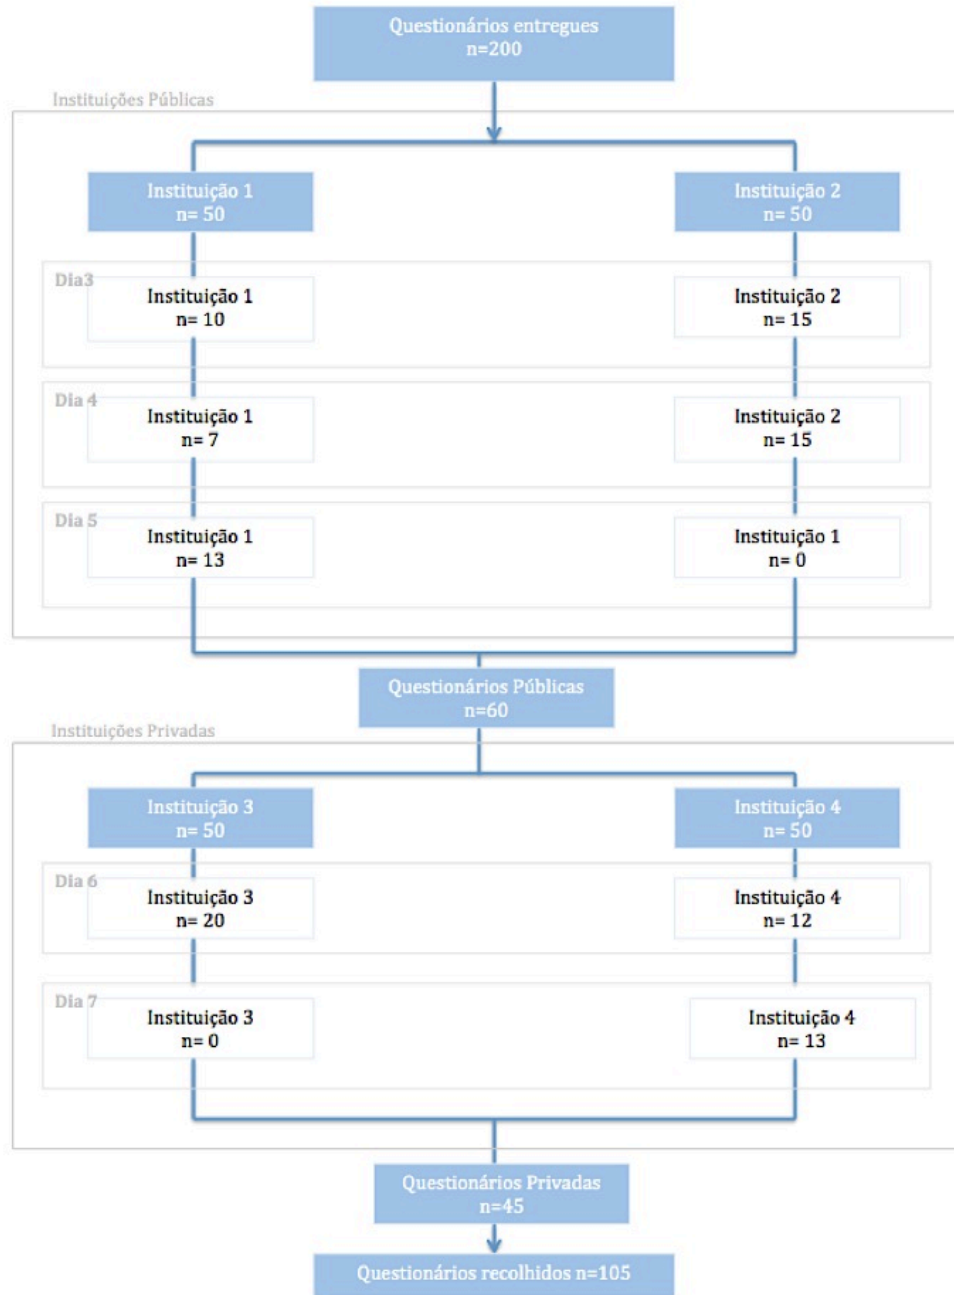 Questionários entregues
n=200
Instituições Públicas
Instituição 1
n= 50
Instituição 2
n= 50
Dia3
Instituição 1
n= 10
Instituição 2
n= 15
Dia 4
Instituição 1
n= 7
Instituição 2
n= 15
Dia 5
Instituição 1
n= 13
Instituição 1
n= 0
Questionários Públicas
n=60
Instituições Privadas
Instituição 3
n= 50
Instituição 4
n= 50
Dia 6
Instituição 3
n= 20
Instituição 4
n= 12
Dia 7
Instituição 3
n= 0
Instituição 4
n= 13
Questionários Privadas
n=45
Questionários recolhidos n=105